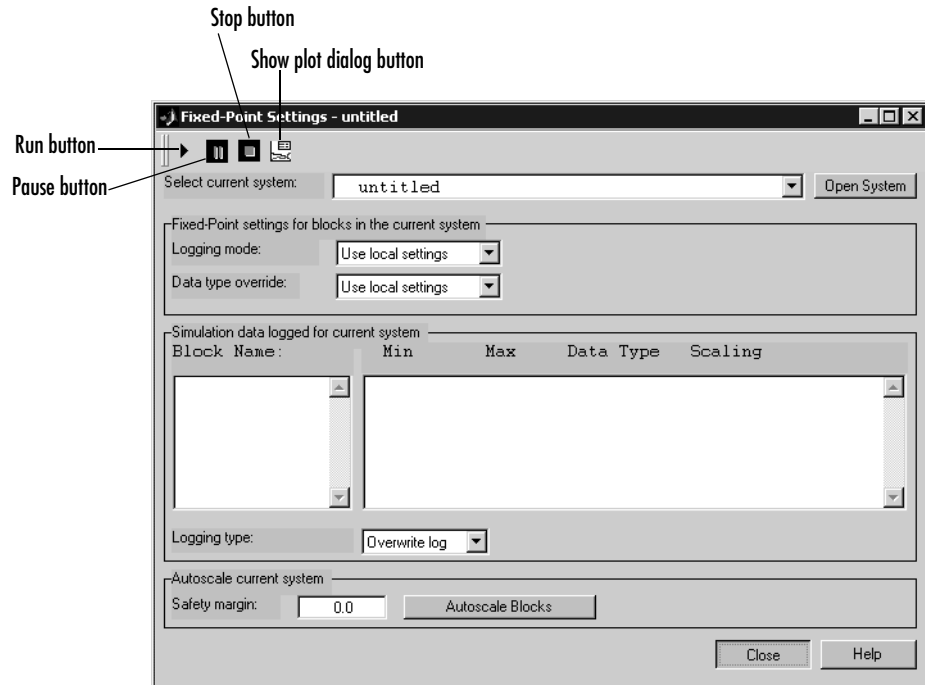 Stop button
Show plot dialog button
Fixed-Point Settings - untitled
Run button
Pause button
Select current system:
untitled
Open System
Fixed-Point settings for blocks in the current system
Logging mode:
Use local settings
Data type override:
Use local settings
Simulation data logged for current system
Block Name: Min Max Data Type Scaling
Logging type:
Overwrite log
Autoscale current system
Safety margin:
0.0
Autoscale Blocks
Close
Help